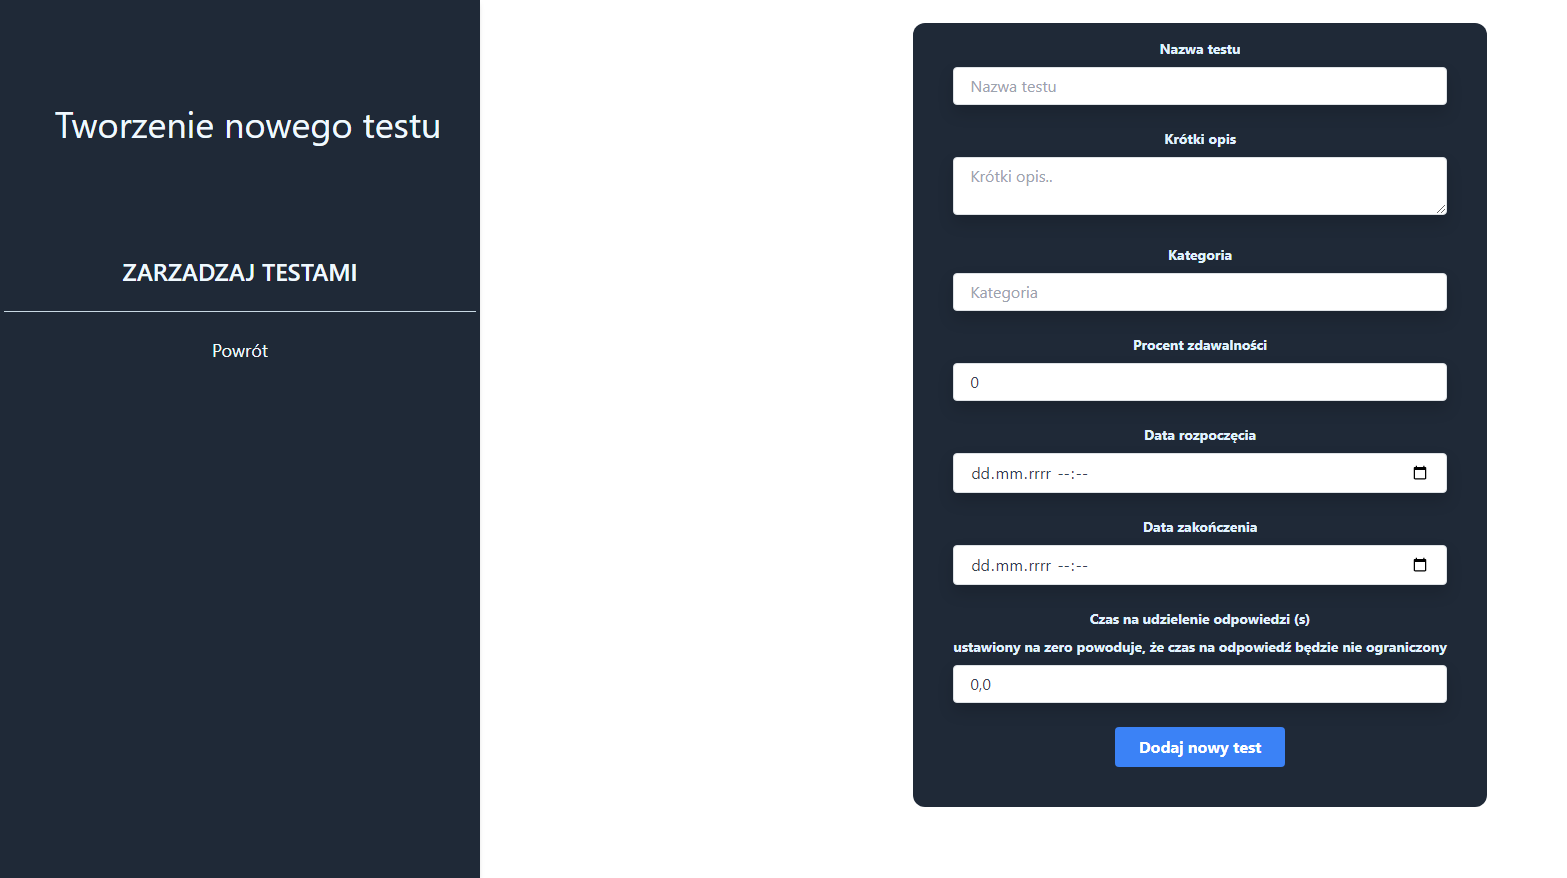 Tworzenie nowego testu
ZARZADZAJ TESTAMI
Powrót
Nazwa testu
Nazwa testu
Krótki opis
Krótki opis..
Kategoria
Kategoria
Procent zdawalności
0
Data rozpoczęcia
dd.mm.rrrr --:--
Data zakończenia
dd.mm.rrrr --:--
Czas na udzielenie odpowiedzi (s)
ustawiony na zero powoduje, że czas na odpowiedź będzie nie ograniczony
0,0
Dodaj nowy test